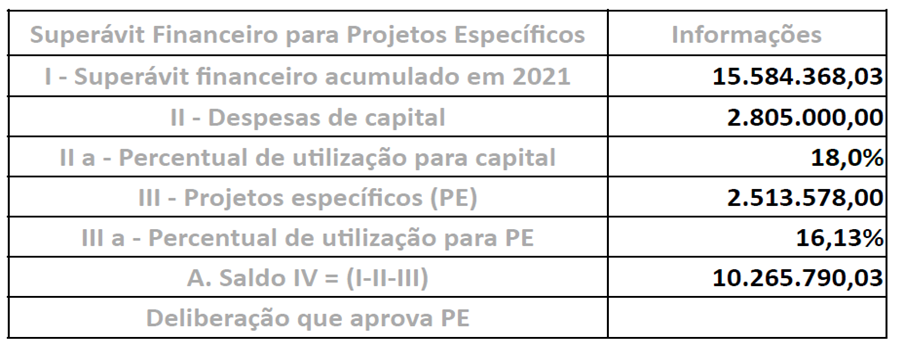 Superávit Financeiro para Projetos Específicos Informações
I - Superávit financeiro acumulado em 2021 15.584.368,03
II - Despesas de capital 2.805.000,00
II a - Percentual de utilização para capital 18,0%
III - Projetos específicos (PE) 2.513.578,00
III a - Percentual de utilização para PE 16,13%
A. Saldo IV = (I-II-III) 10.265.790,03
Deliberação que aprova PE